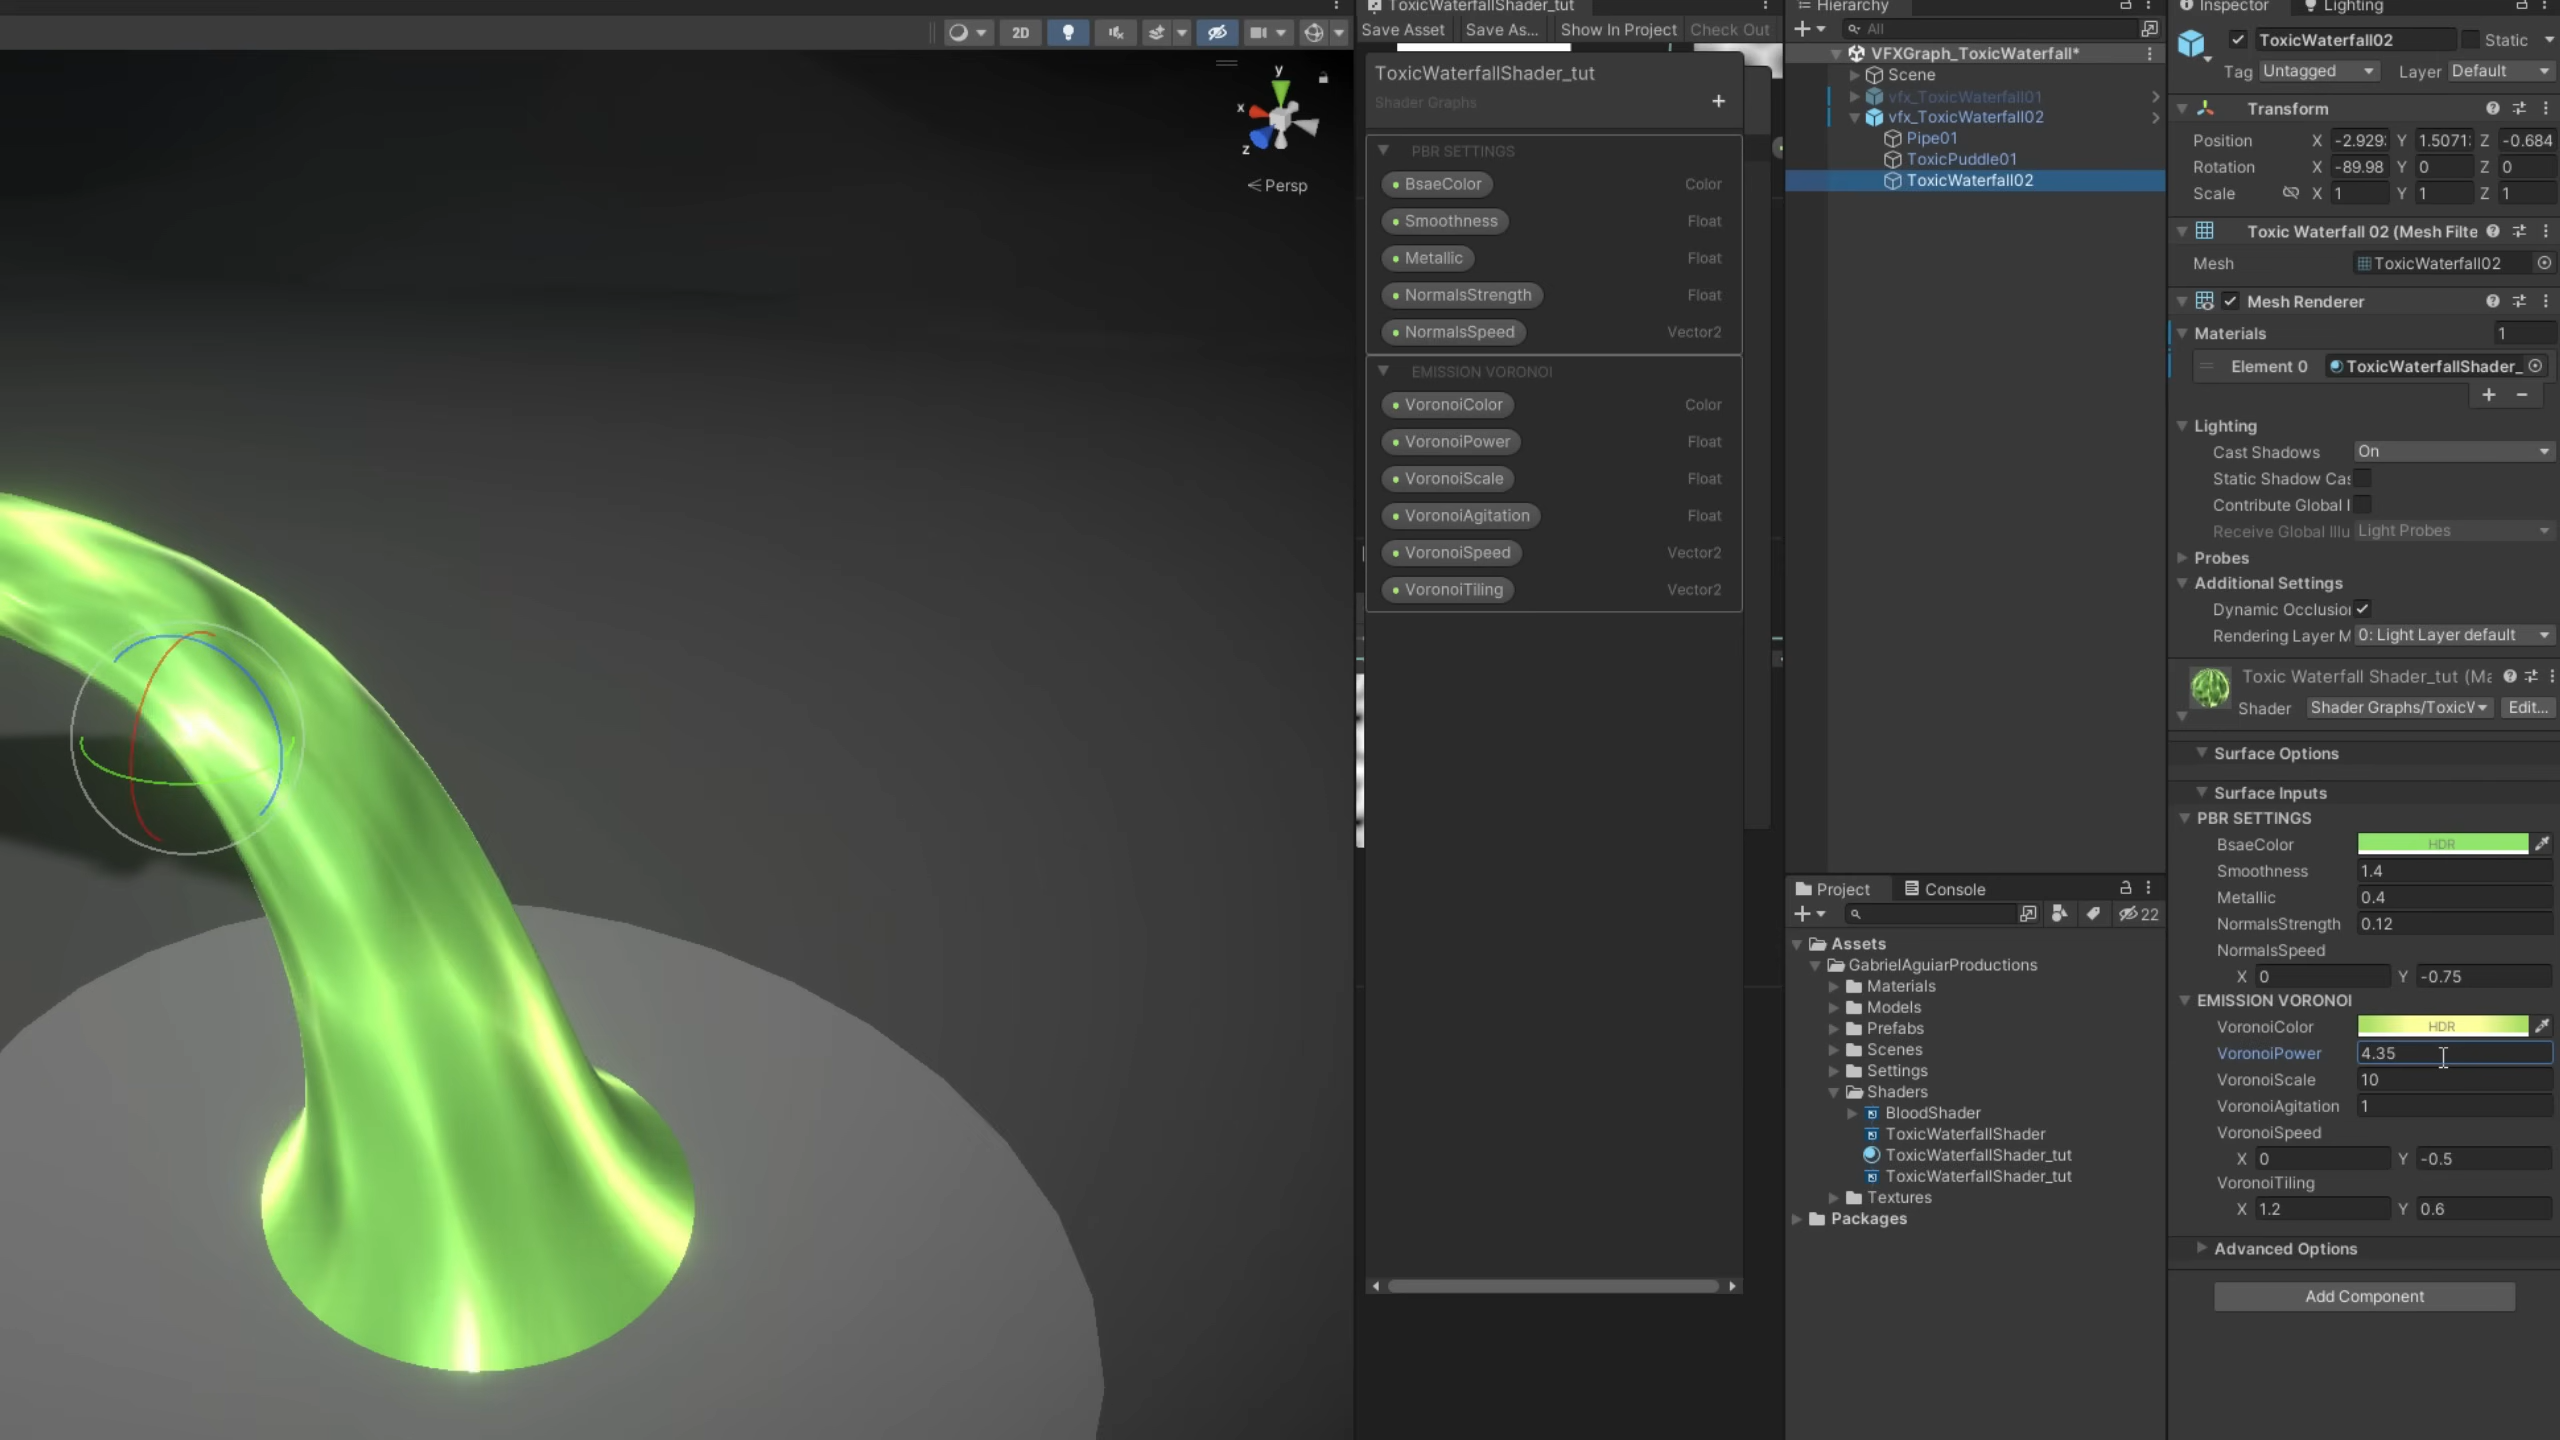 2D
y
x
z
Persp
ToxicWaterfallShader_tut
Save Asset
Save As...
Show In Project
Check Out
ToxicWaterfallShader_tut
Shader Graphs
+
PBR SETTINGS
BsaeColor Color
Smoothness Float
Metallic Float
NormalsStrength Float
NormalsSpeed Vector2
EMISSION VORONOI
VoronoiColor Color
VoronoiPower Float
VoronoiScale Float
VoronoiAgitation Float
VoronoiSpeed Vector2
VoronoiTiling Vector2
Hierarchy
All
VFXGraph_ToxicWaterfall*
Scene
vfx_ToxicWaterfall01
vfx_ToxicWaterfall02
Pipe01
ToxicPuddle01
ToxicWaterfall02
Project Console
22
Assets
GabrielAguiarProductions
Materials
Models
Prefabs
Scenes
Settings
Shaders
BloodShader
ToxicWaterfallShader
ToxicWaterfallShader_tut
ToxicWaterfallShader_tut
Textures
Packages
Inspector Lighting
ToxicWaterfall02 Static
Tag Untagged Layer Default
Transform
Position X -2.929 Y 1.5071 Z -0.684
Rotation X -89.98 Y 0 Z 0
Scale X 1 Y 1 Z 1
Toxic Waterfall 02 (Mesh Filte
Mesh ToxicWaterfall02
Mesh Renderer
Materials 1
Element 0 ToxicWaterfallShader_
+ −
Lighting
Cast Shadows On
Static Shadow Cas
Contribute Global I
Receive Global Illu Light Probes
Probes
Additional Settings
Dynamic Occlusion
Rendering Layer M 0: Light Layer default
Toxic Waterfall Shader_tut (Ma
Shader Shader Graphs/ToxicV Edit...
Surface Options
Surface Inputs
PBR SETTINGS
BsaeColor HDR
Smoothness 1.4
Metallic 0.4
NormalsStrength 0.12
NormalsSpeed
X 0 Y -0.75
EMISSION VORONOI
VoronoiColor HDR
VoronoiPower 4.35
VoronoiScale 10
VoronoiAgitation 1
VoronoiSpeed
X 0 Y -0.5
VoronoiTiling
X 1.2 Y 0.6
Advanced Options
Add Component